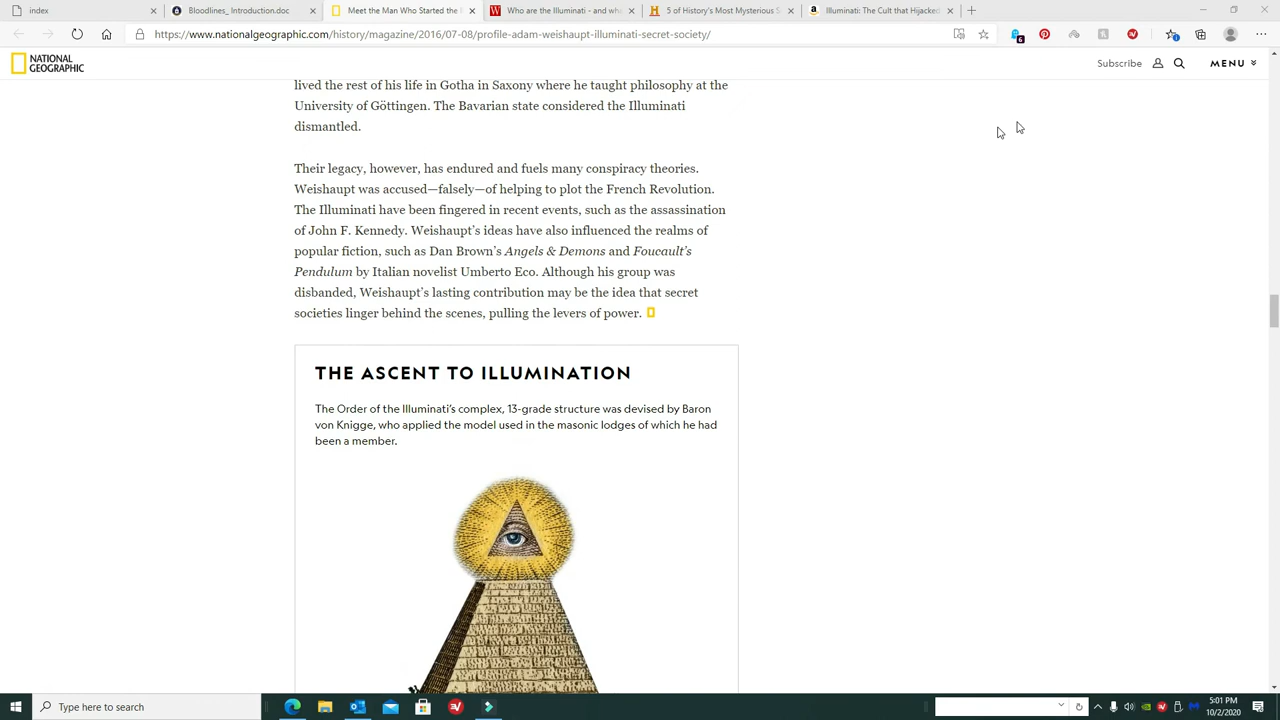 index
Bloodlines_ Introduction.doc
Meet the Man Who Started the I
Who are the Illuminati - and wh
5 of History's Most Mysterious S
Illuminati: The Cult that Hijacked
https://www.nationalgeographic.com/history/magazine/2016/07-08/profile-adam-weishaupt-illuminati-secret-society/
6
NATIONAL
GEOGRAPHIC
Subscribe
MENU
lived the rest of his life in Gotha in Saxony where he taught philosophy at the
University of Göttingen. The Bavarian state considered the Illuminati
dismantled.
Their legacy, however, has endured and fuels many conspiracy theories.
Weishaupt was accused—falsely—of helping to plot the French Revolution.
The Illuminati have been fingered in recent events, such as the assassination
of John F. Kennedy. Weishaupt's ideas have also influenced the realms of
popular fiction, such as Dan Brown's Angels & Demons and Foucault's
Pendulum by Italian novelist Umberto Eco. Although his group was
disbanded, Weishaupt's lasting contribution may be the idea that secret
societies linger behind the scenes, pulling the levers of power.
THE ASCENT TO ILLUMINATION
The Order of the Illuminati's complex, 13-grade structure was devised by Baron
von Knigge, who applied the model used in the masonic lodges of which he had
been a member.
Type here to search
5:01 PM
10/2/2020